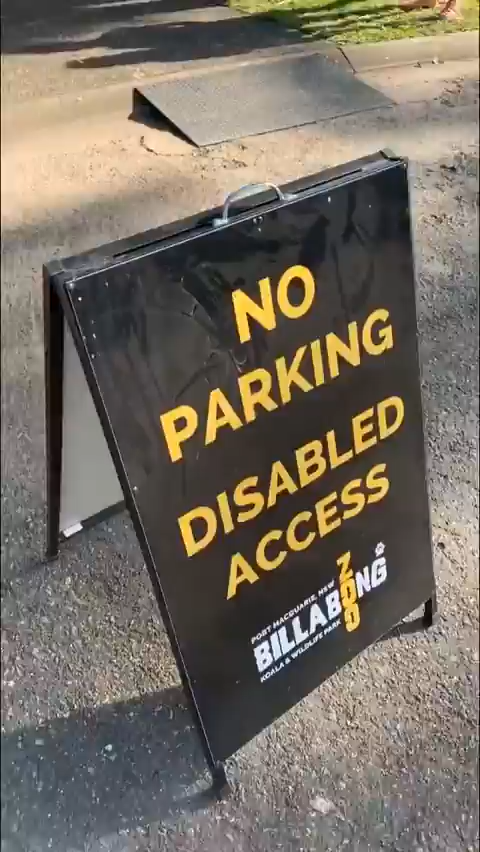 NO
PARKING
DISABLED
ACCESS
PORT MACQUARIE, NSW
BILLABONG
ZOO
KOALA & WILDLIFE PARK